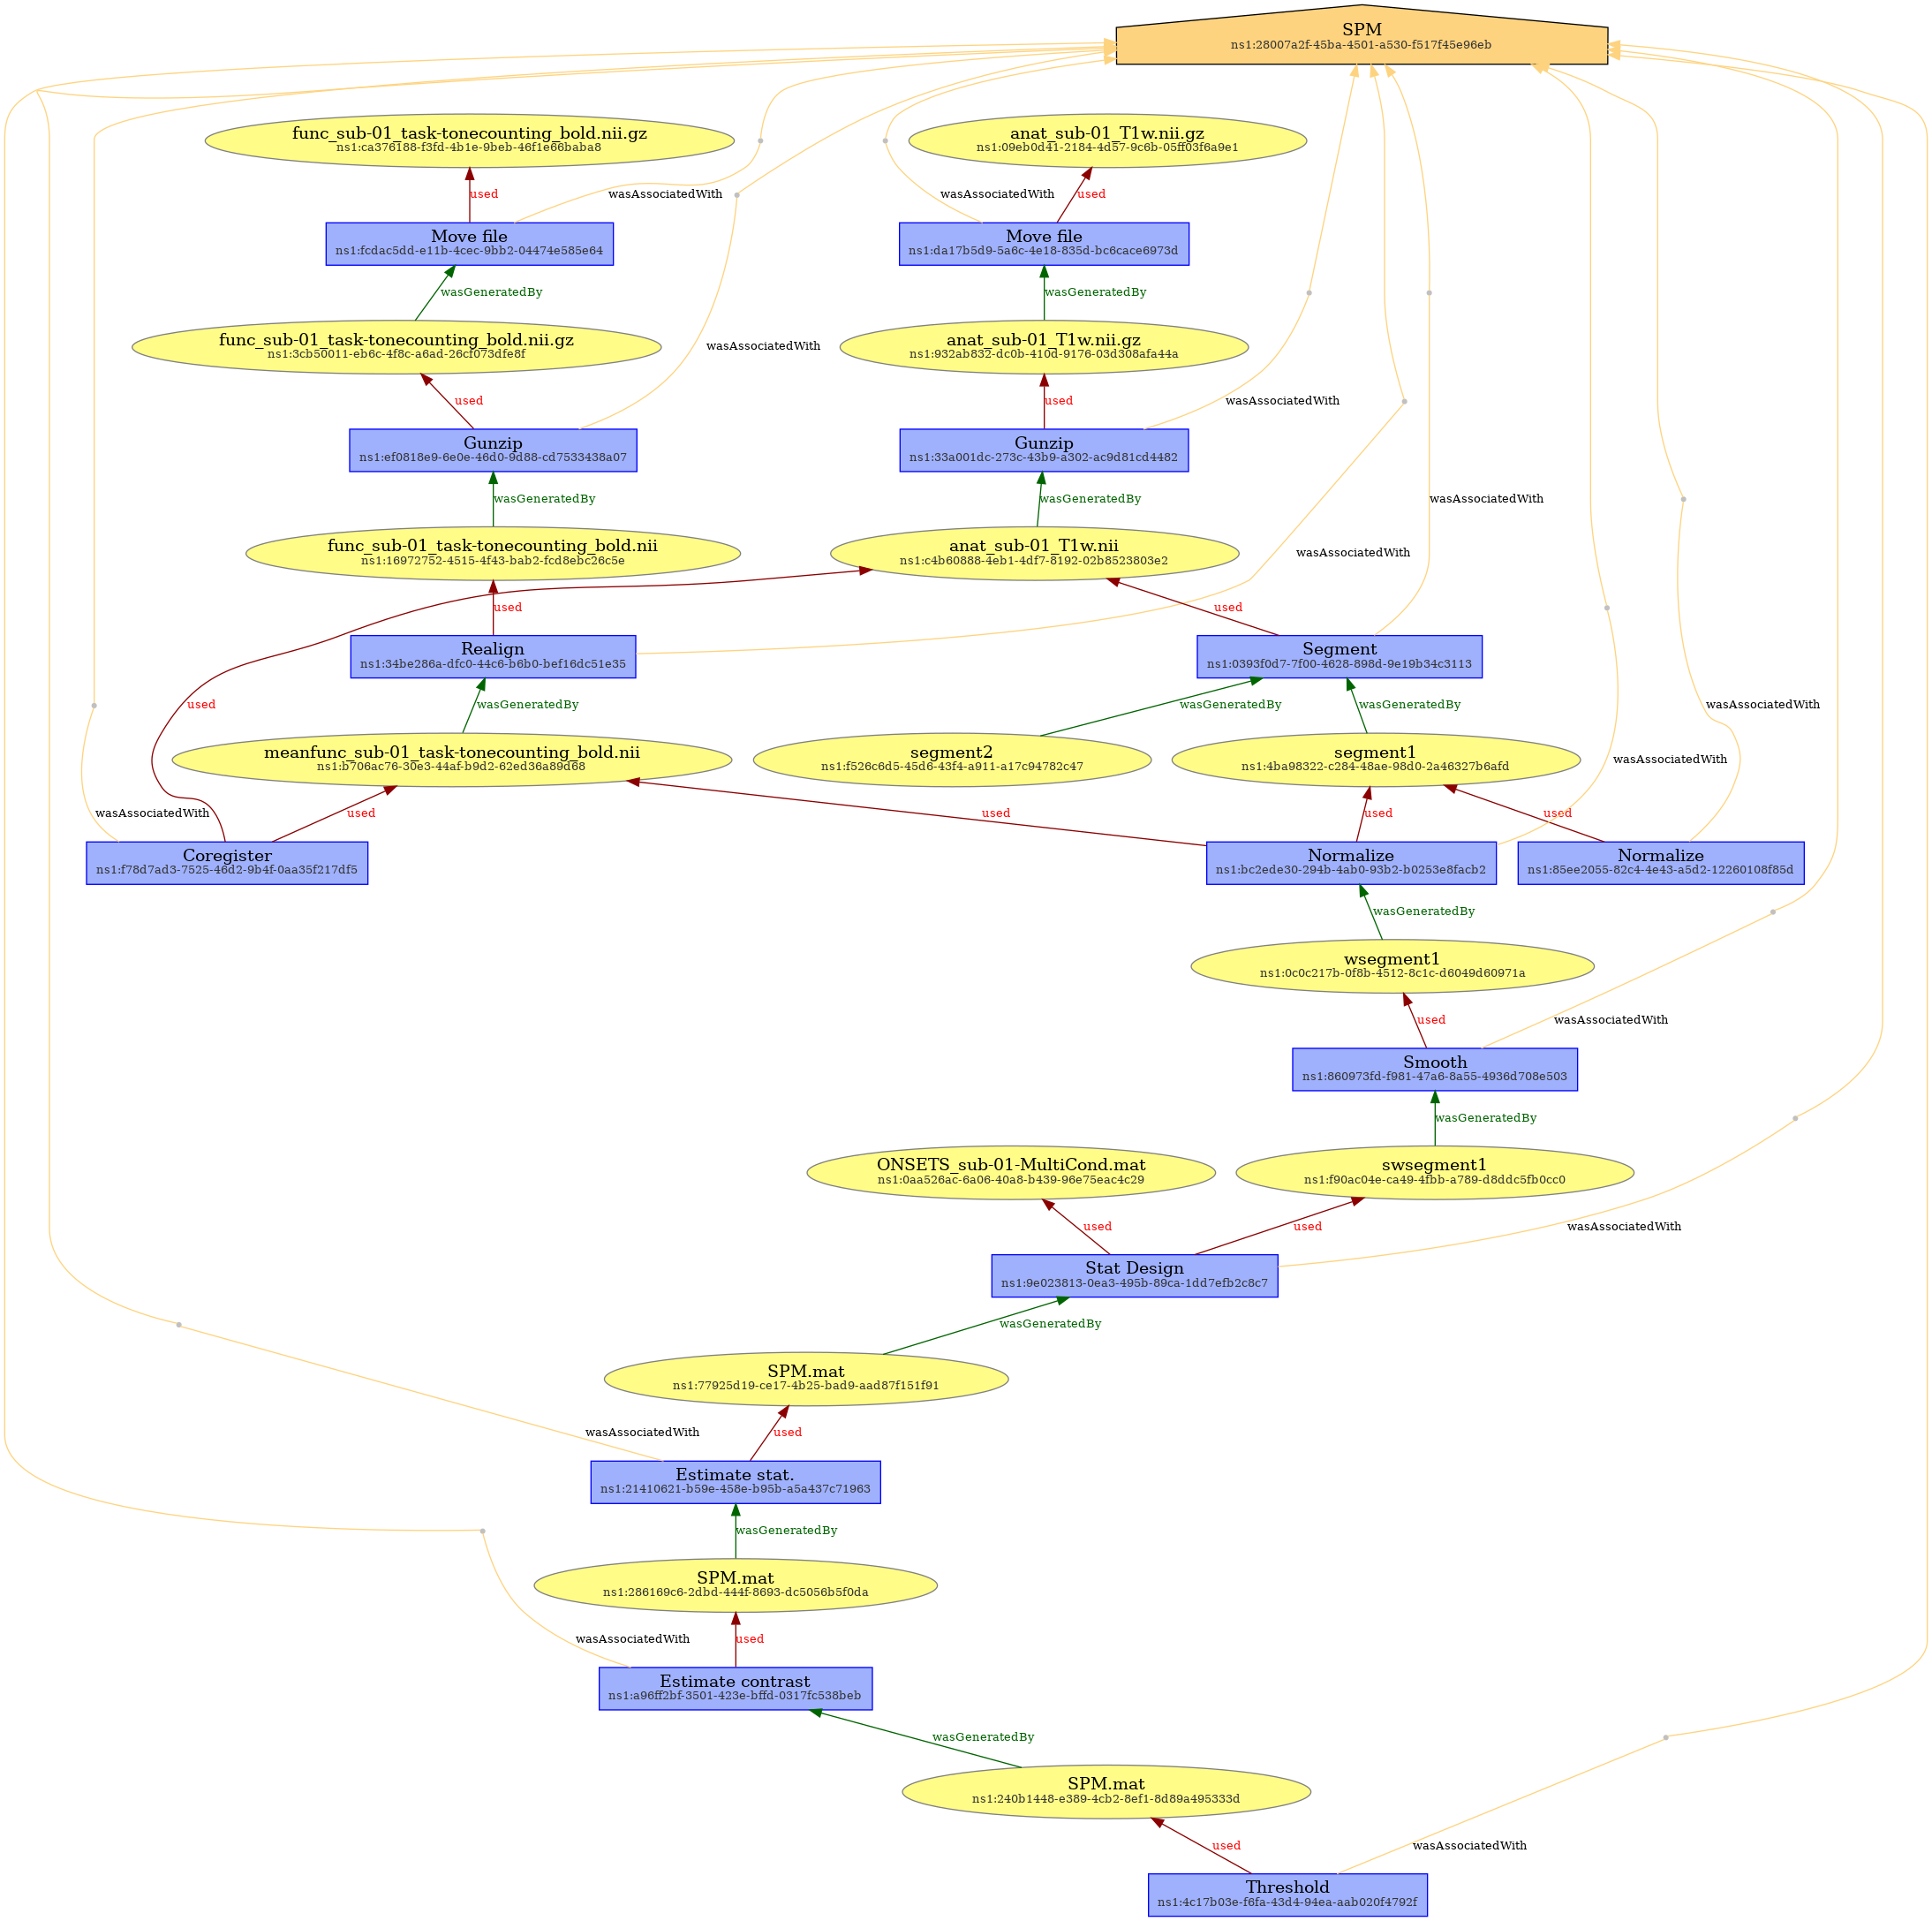 SPM
ns1:28007a2f-45ba-4501-a530-f517f45e96eb
func_sub-01_task-tonecounting_bold.nii.gz
ns1:ca376188-f3fd-4b1e-9beb-46f1e66baba8
anat_sub-01_T1w.nii.gz
ns1:09eb0d41-2184-4d57-9c6b-05ff03f6a9e1
used
wasAssociatedWith
wasAssociatedWith
used
Move file
ns1:fcdac5dd-e11b-4cec-9bb2-04474e585e64
Move file
ns1:da17b5d9-5a6c-4e18-835d-bc6cace6973d
wasGeneratedBy
wasGeneratedBy
func_sub-01_task-tonecounting_bold.nii.gz
ns1:3cb50011-eb6c-4f8c-a6ad-26cf073dfe8f
wasAssociatedWith
anat_sub-01_T1w.nii.gz
ns1:932ab832-dc0b-410d-9176-03d308afa44a
used
used
wasAssociatedWith
Gunzip
ns1:ef0818e9-6e0e-46d0-9d88-cd7533438a07
Gunzip
ns1:33a001dc-273c-43b9-a302-ac9d81cd4482
wasGeneratedBy
wasGeneratedBy
wasAssociatedWith
func_sub-01_task-tonecounting_bold.nii
ns1:16972752-4515-4f43-bab2-fcd8ebc26c5e
anat_sub-01_T1w.nii
ns1:c4b60888-4eb1-4df7-8192-02b8523803e2
wasAssociatedWith
used
used
Realign
ns1:34be286a-dfc0-44c6-b6b0-bef16dc51e35
Segment
ns1:0393f0d7-7f00-4628-898d-9e19b34c3113
used
wasGeneratedBy
wasGeneratedBy
wasGeneratedBy
wasAssociatedWith
meanfunc_sub-01_task-tonecounting_bold.nii
ns1:b706ac76-30e3-44af-b9d2-62ed36a89d68
segment2
ns1:f526c6d5-45d6-43f4-a911-a17c94782c47
segment1
ns1:4ba98322-c284-48ae-98d0-2a46327b6afd
wasAssociatedWith
wasAssociatedWith
used
used
used
used
Coregister
ns1:f78d7ad3-7525-46d2-9b4f-0aa35f217df5
Normalize
ns1:bc2ede30-294b-4ab0-93b2-b0253e8facb2
Normalize
ns1:85ee2055-82c4-4e43-a5d2-12260108f85d
wasGeneratedBy
wsegment1
ns1:0c0c217b-0f8b-4512-8c1c-d6049d60971a
used
wasAssociatedWith
Smooth
ns1:860973fd-f981-47a6-8a55-4936d708e503
wasGeneratedBy
ONSETS_sub-01-MultiCond.mat
ns1:0aa526ac-6a06-40a8-b439-96e75eac4c29
swsegment1
ns1:f90ac04e-ca49-4fbb-a789-d8ddc5fb0cc0
used
used
wasAssociatedWith
Stat Design
ns1:9e023813-0ea3-495b-89ca-1dd7efb2c8c7
wasGeneratedBy
SPM.mat
ns1:77925d19-ce17-4b25-bad9-aad87f151f91
wasAssociatedWith
used
Estimate stat.
ns1:21410621-b59e-458e-b95b-a5a437c71963
wasGeneratedBy
SPM.mat
ns1:286169c6-2dbd-444f-8693-dc5056b5f0da
wasAssociatedWith
used
Estimate contrast
ns1:a96ff2bf-3501-423e-bffd-0317fc538beb
wasGeneratedBy
SPM.mat
ns1:240b1448-e389-4cb2-8ef1-8d89a495333d
used
wasAssociatedWith
Threshold
ns1:4c17b03e-f6fa-43d4-94ea-aab020f4792f